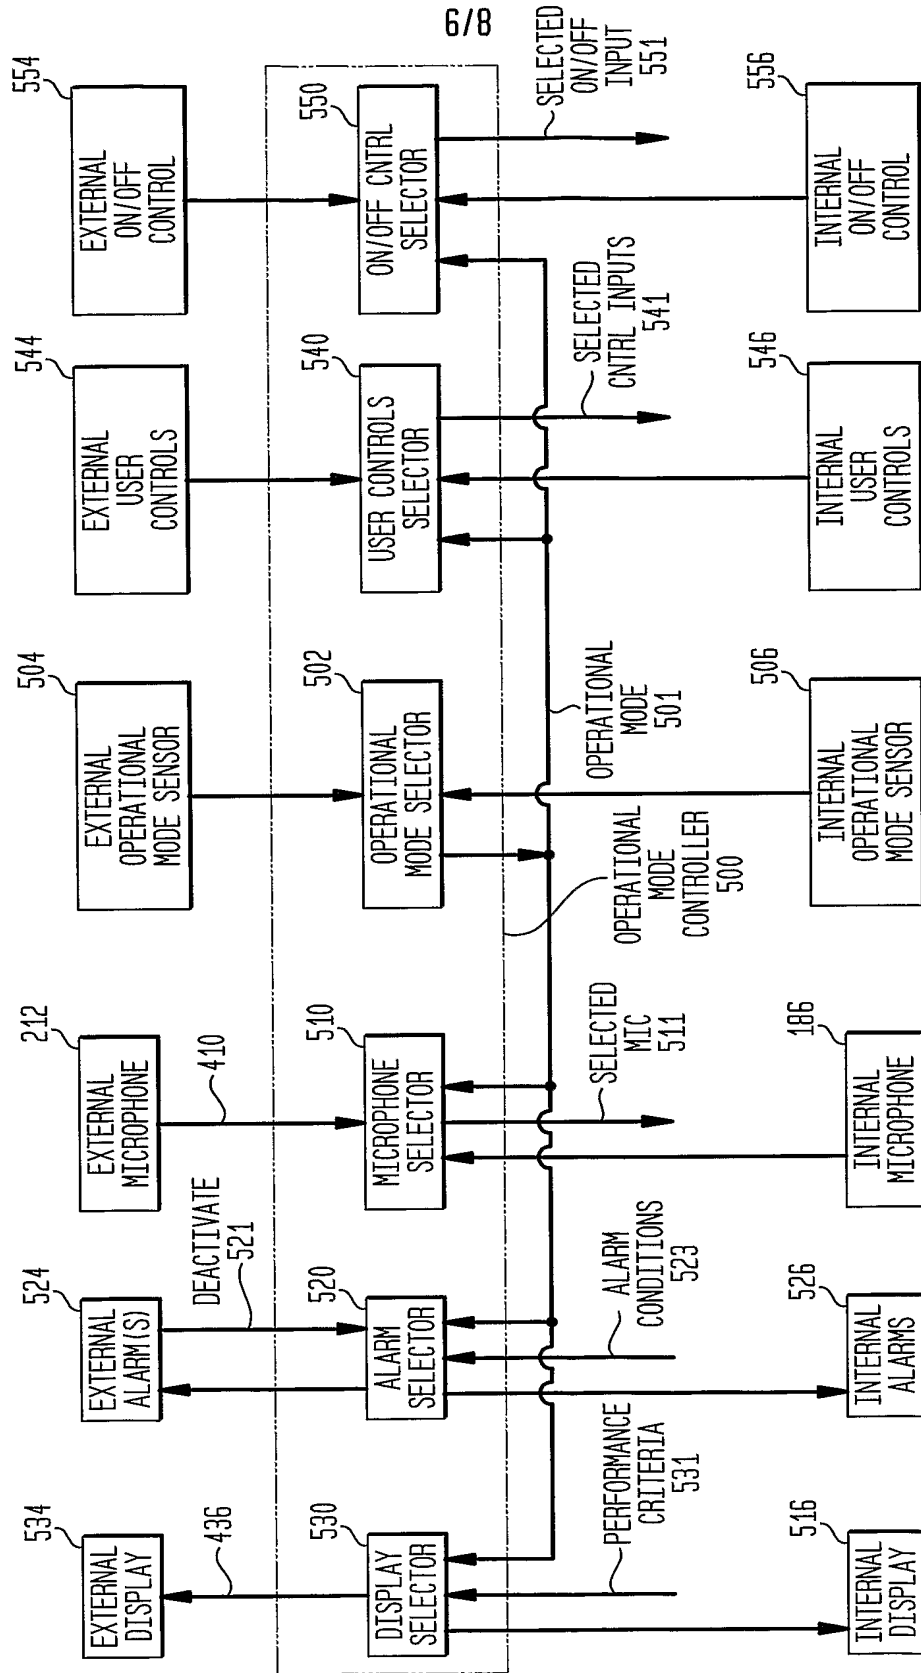 8/9
534
EXTERNAL
DISPLAY
436
530
DISPLAY
SELECTOR
PERFORMANCE
CRITERIA
531
516
INTERNAL
DISPLAY
524
EXTERNAL
ALARM(S)
DEACTIVATE
521
520
ALARM
SELECTOR
ALARM
CONDITIONS
523
526
INTERNAL
ALARMS
212
EXTERNAL
MICROPHONE
410
510
MICROPHONE
SELECTOR
SELECTED
MIC
511
186
INTERNAL
MICROPHONE
504
EXTERNAL
OPERATIONAL
MODE SENSOR
502
OPERATIONAL
MODE SELECTOR
OPERATIONAL
MODE
CONTROLLER
500
OPERATIONAL
MODE
501
506
INTERNAL
OPERATIONAL
MODE SENSOR
544
EXTERNAL
USER
CONTROLS
540
USER CONTROLS
SELECTOR
SELECTED
CNTRL INPUTS
541
546
INTERNAL
USER
CONTROLS
554
EXTERNAL
ON/OFF
CONTROL
550
ON/OFF CNTRL
SELECTOR
SELECTED
ON/OFF
INPUT
551
556
INTERNAL
ON/OFF
CONTROL